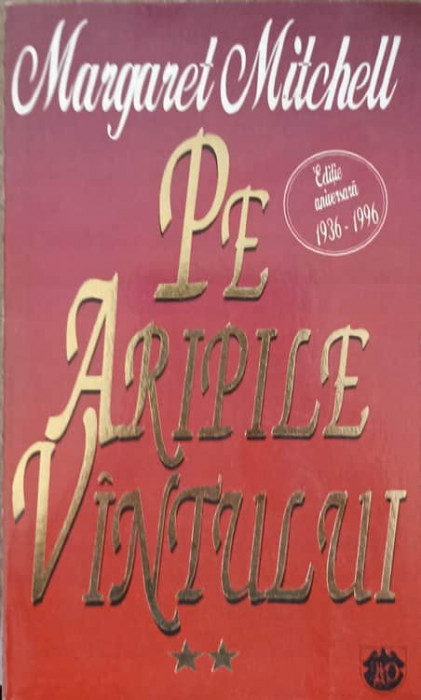 Margaret Mitchell
Ediție
aniversară
1936 - 1996
PE
ARIPILE
VÎNTULUI